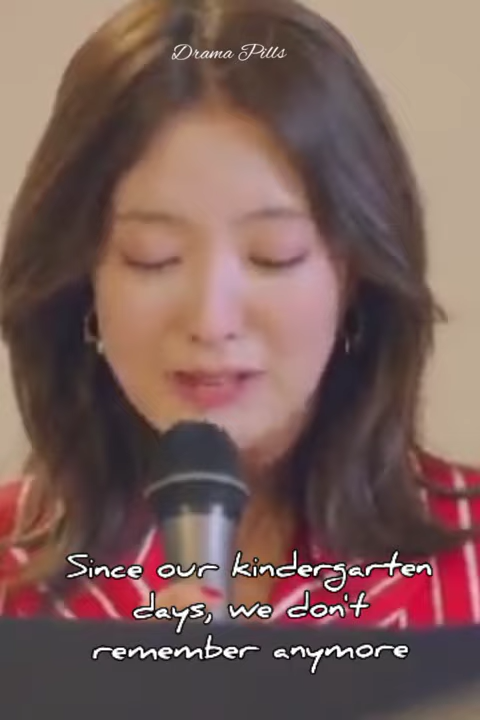 Drama Pills
Since our kindergarten
days, we don't
remember anymore